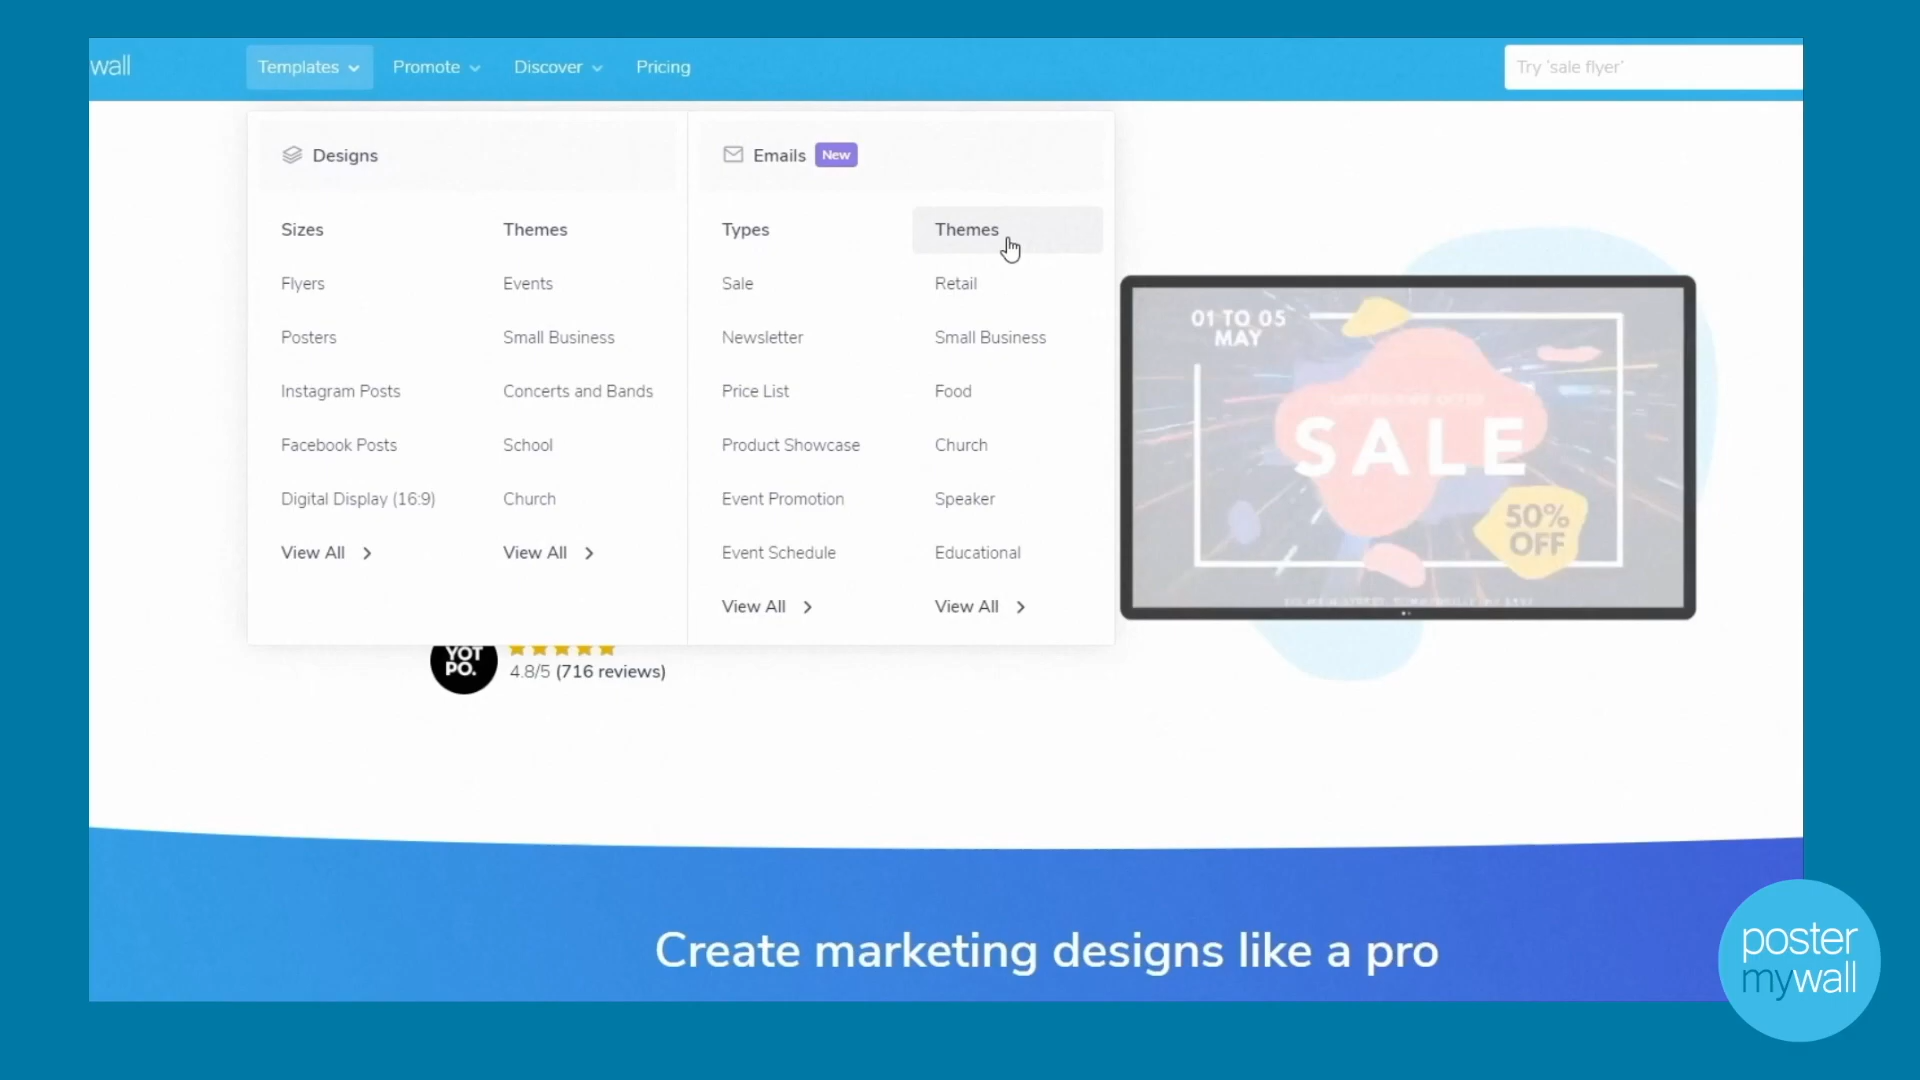 wall
Templates
Promote
Discover
Pricing
Try 'sale flyer'
Designs
Sizes
Flyers
Posters
Instagram Posts
Facebook Posts
Digital Display (16:9)
View All
Themes
Events
Small Business
Concerts and Bands
School
Church
View All
Emails New
Types
Sale
Newsletter
Price List
Product Showcase
Event Promotion
Event Schedule
View All
Themes
Retail
Small Business
Food
Church
Speaker
Educational
View All
01 TO 05
MAY
SALE
50%
OFF
YOT
PO.
4.8/5 (716 reviews)
Create marketing designs like a pro
poster
mywall